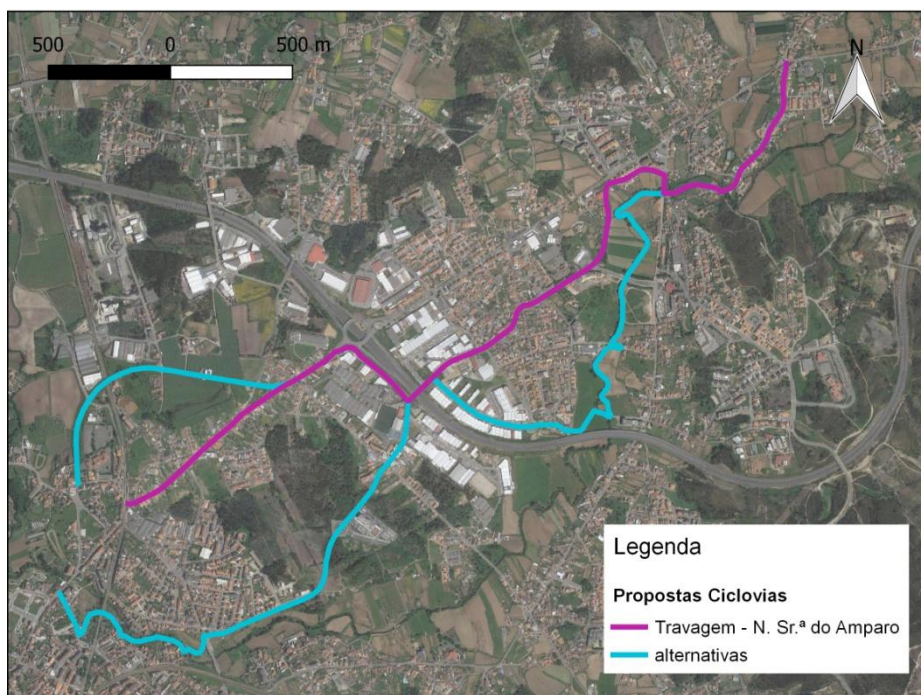 500 0 500 m
N
Legenda
Propostas Ciclovias
Travagem - N. Sr.ª do Amparo
alternativas